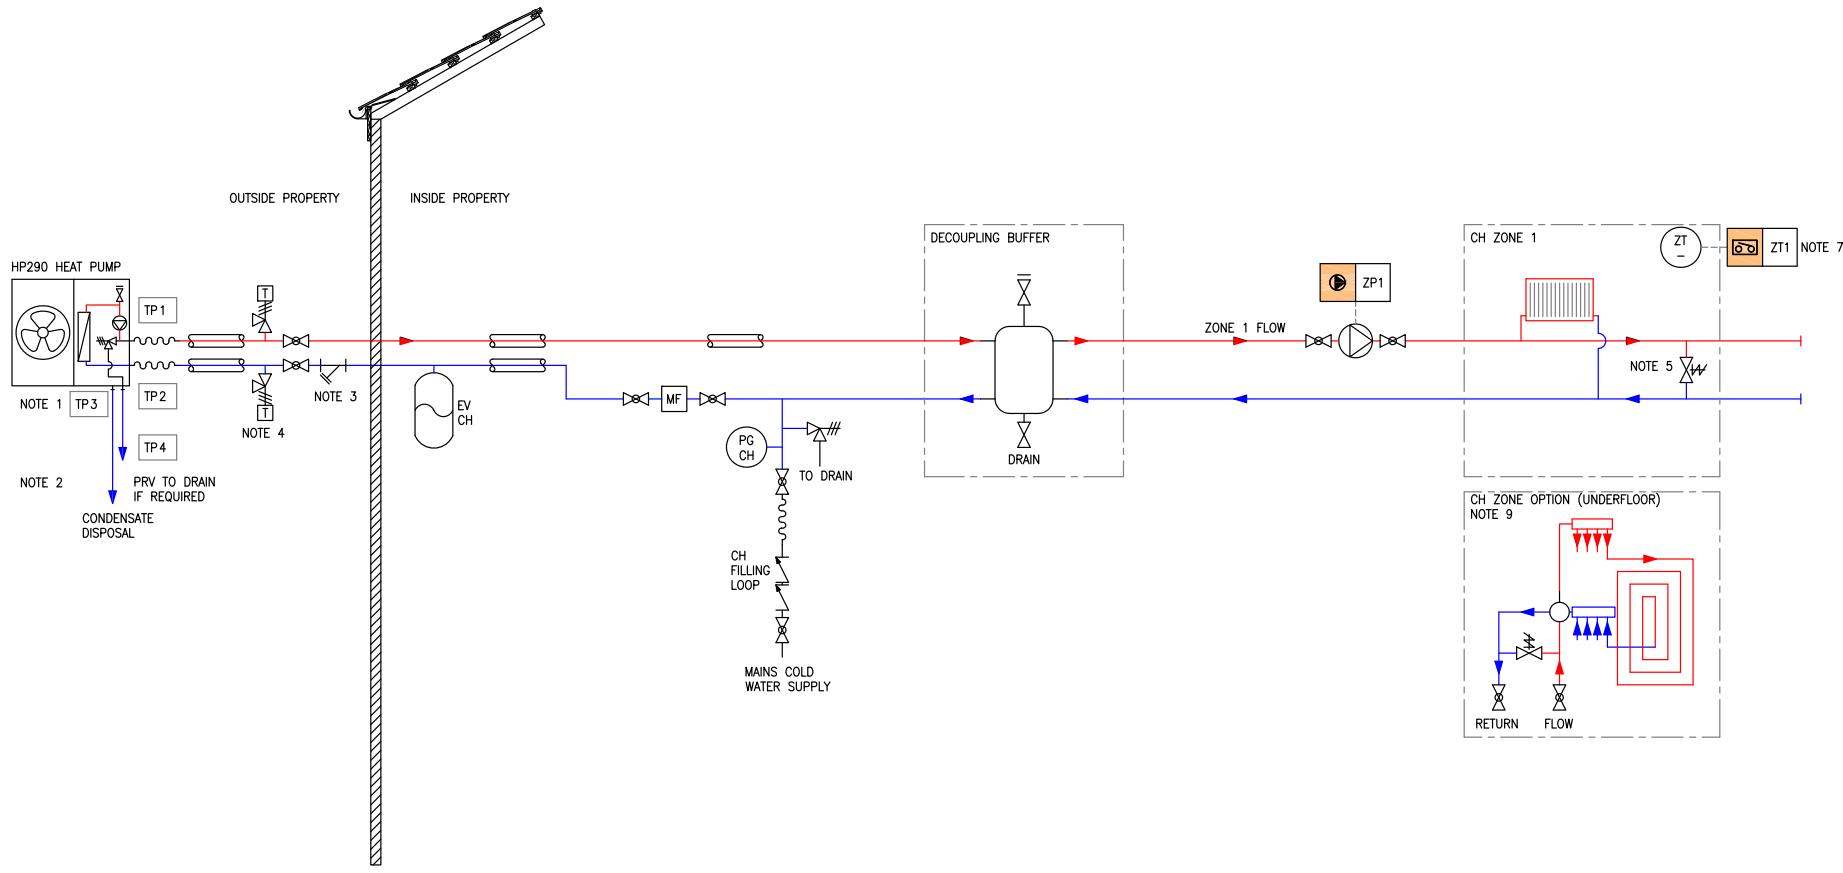 OUTSIDE PROPERTY
INSIDE PROPERTY
HP290 HEAT PUMP
TP1
TP2
NOTE 1
TP3
TP4
NOTE 2
PRV TO DRAIN
IF REQUIRED
CONDENSATE
DISPOSAL
T
T
NOTE 4
NOTE 3
EV
CH
MF
PG
CH
TO DRAIN
CH
FILLING
LOOP
MAINS COLD
WATER SUPPLY
DECOUPLING BUFFER
DRAIN
ZONE 1 FLOW
ZP1
CH ZONE 1
ZT
–
ZT1
NOTE 7
NOTE 5
CH ZONE OPTION (UNDERFLOOR)
NOTE 9
RETURN
FLOW